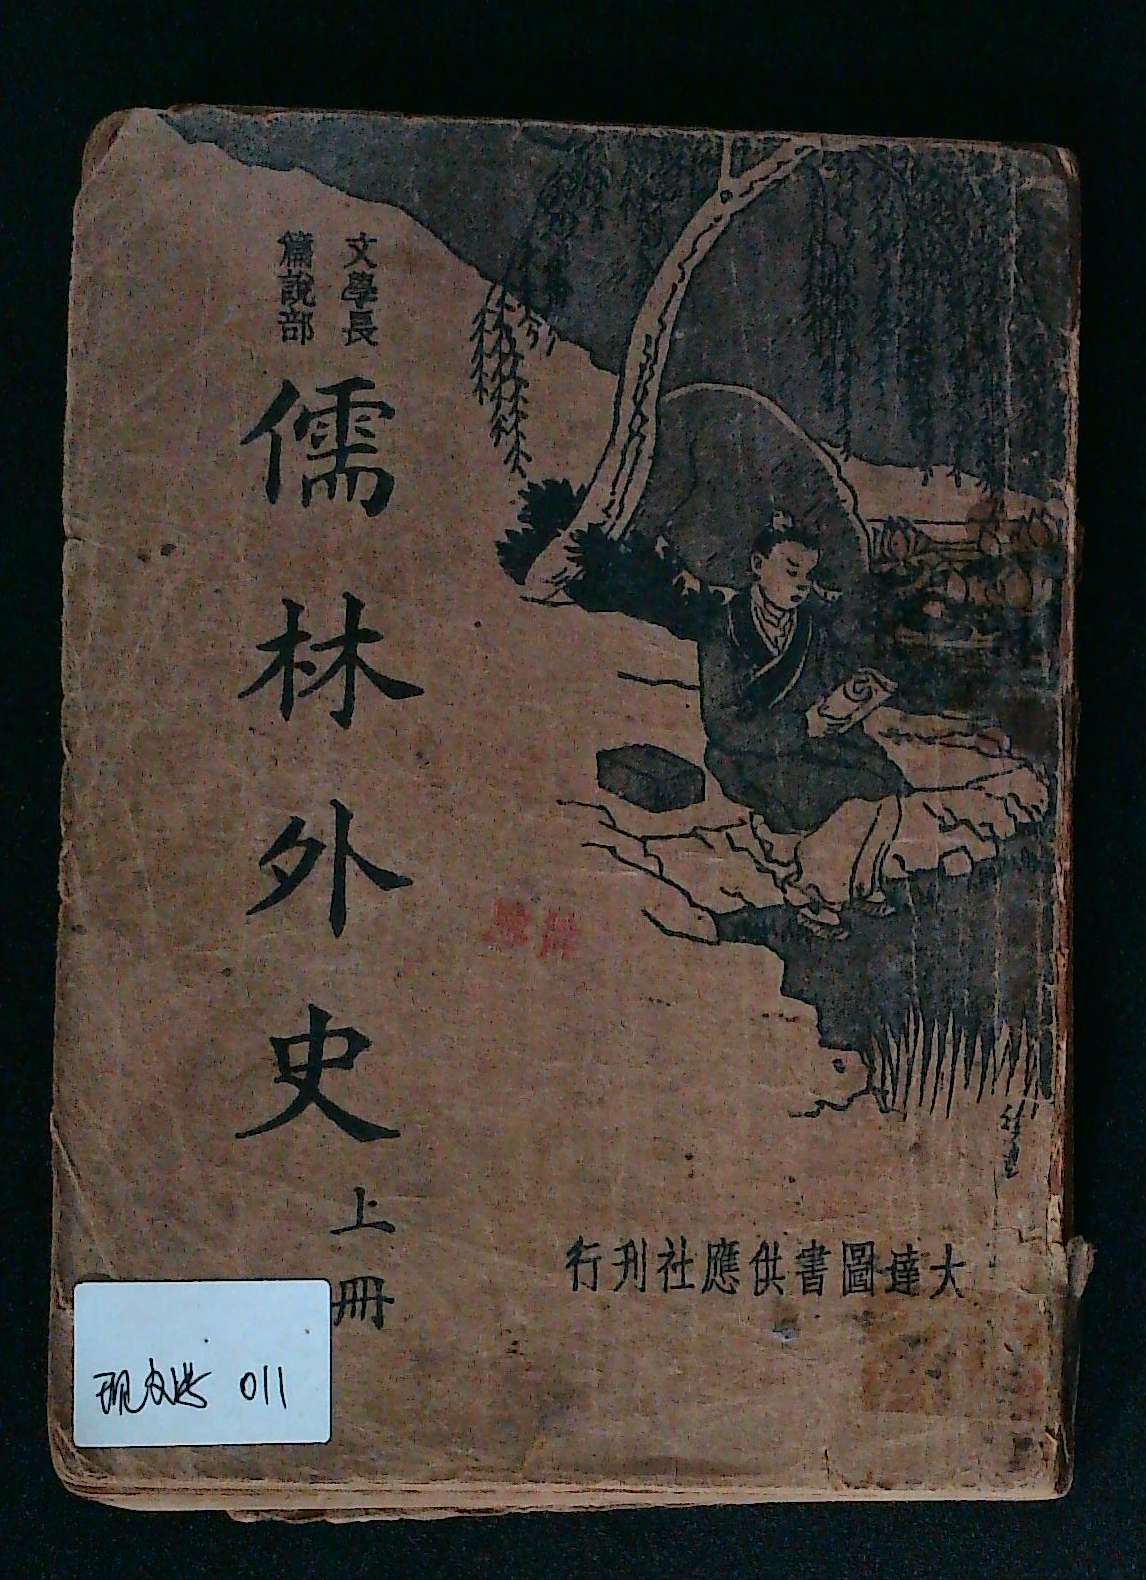 文學長
篇說部
儒林外史
上冊
大達圖書供應社刊行
011